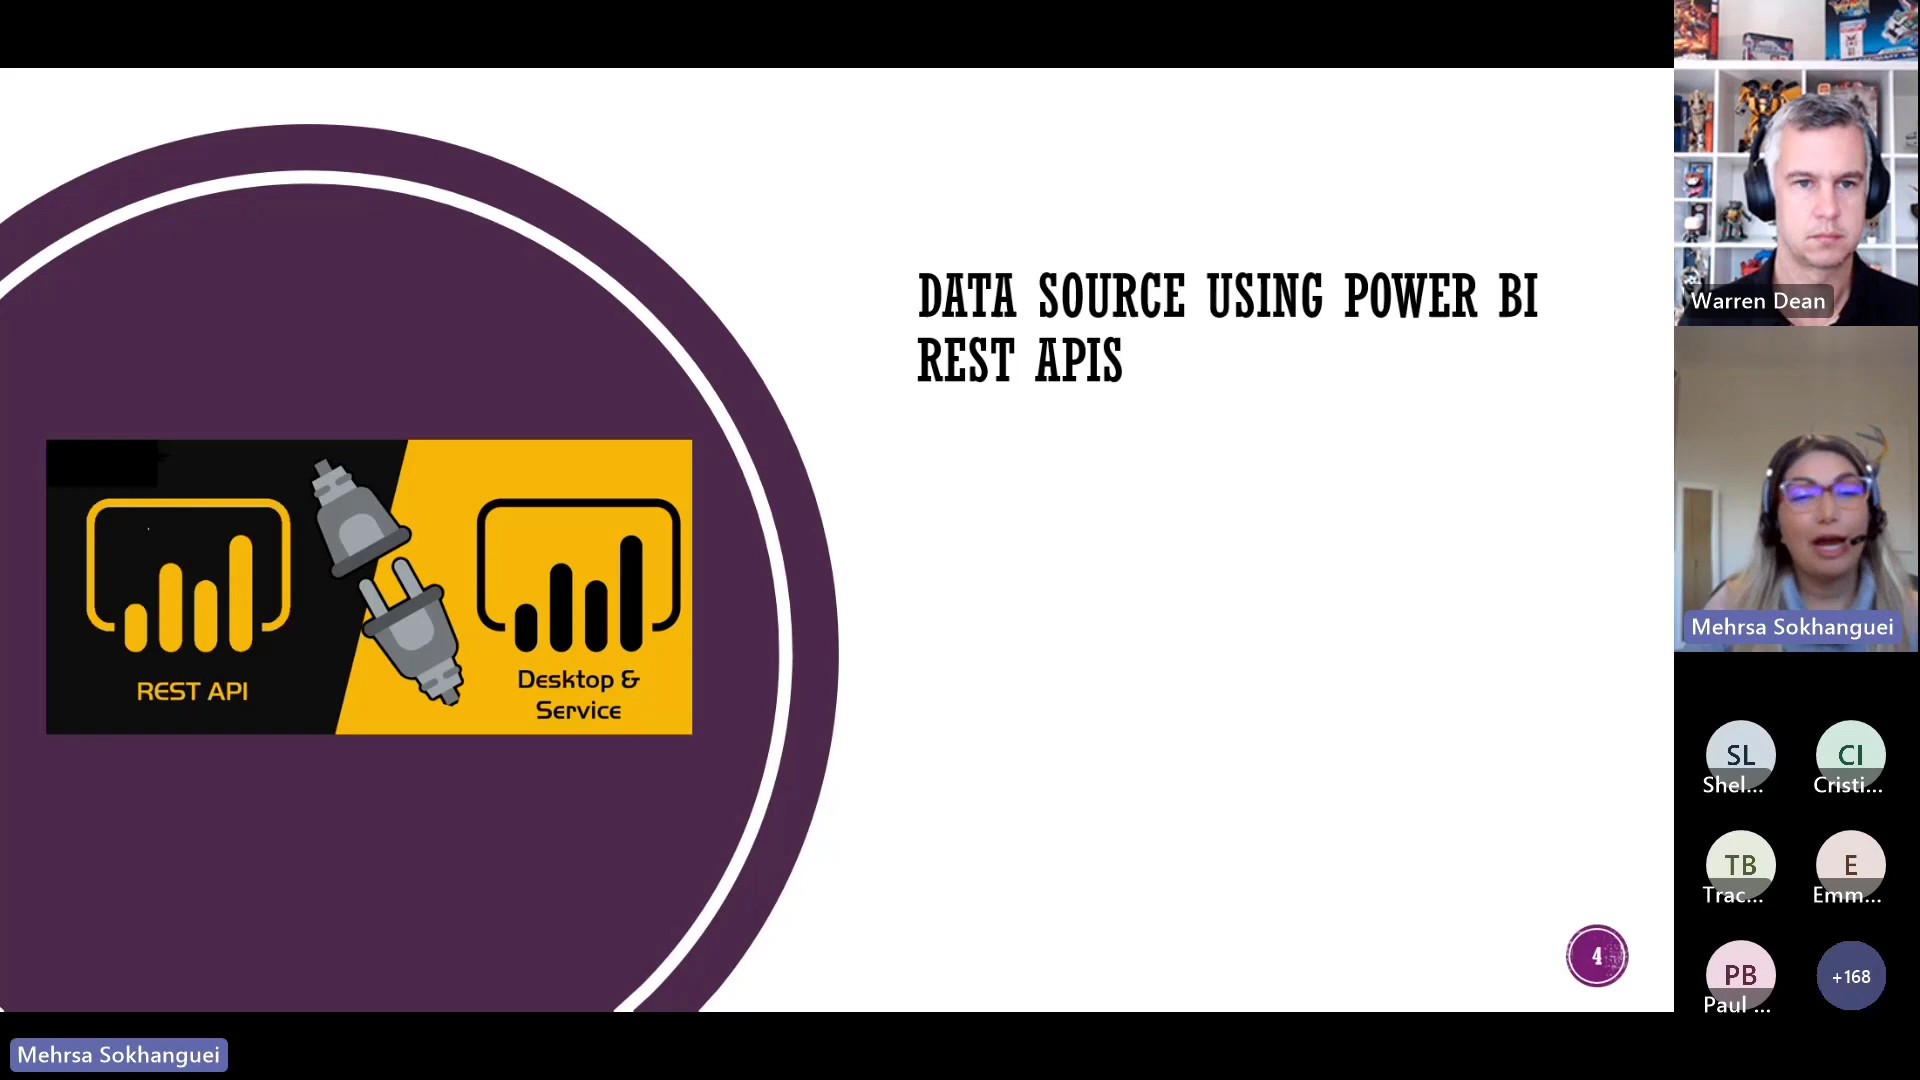 DATA SOURCE USING POWER BI
REST APIS
REST API
Desktop &
Service
4
Warren Dean
Mehrsa Sokhanguei
SL
Shel...
CI
Cristi...
TB
Trac...
E
Emm...
PB
Paul ...
+168
Mehrsa Sokhanguei